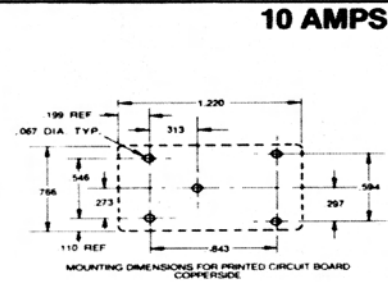 10 AMPS
1.220
.199 REF
.067 DIA. TYP.
.313
.766
.546
.273
.594
.297
.110 REF
.843
MOUNTING DIMENSIONS FOR PRINTED CIRCUIT BOARD
COPPERSIDE